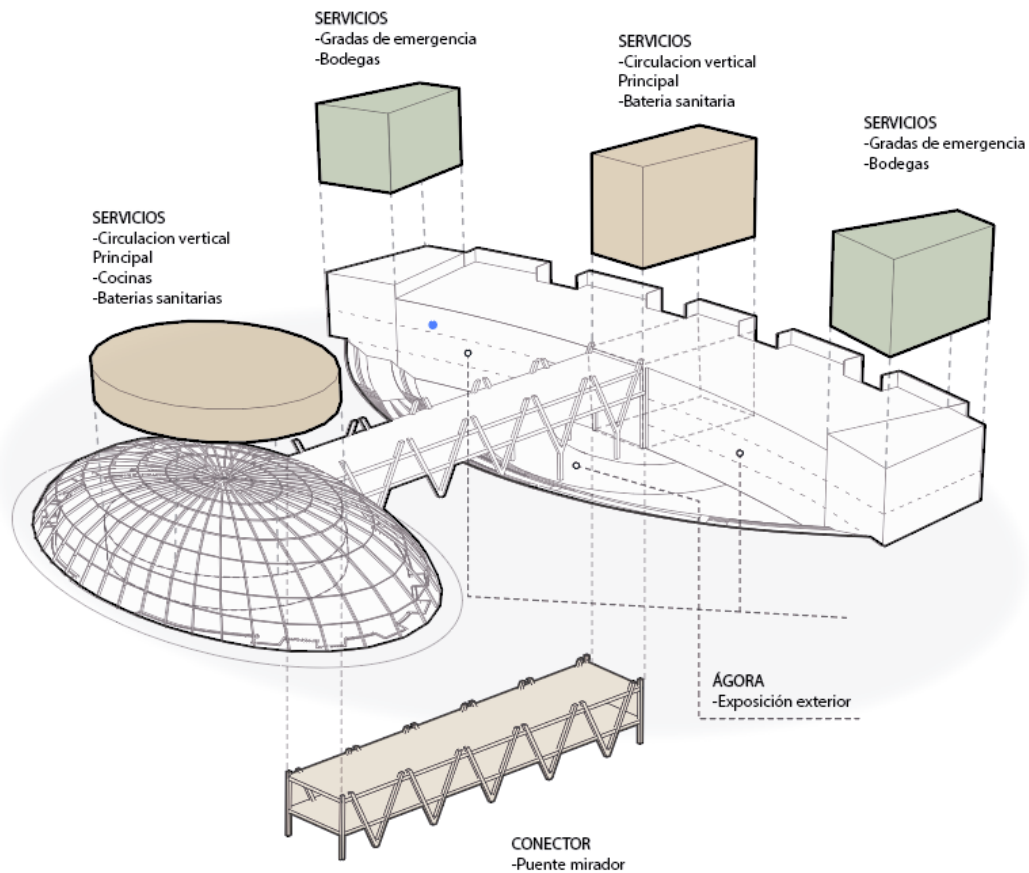 SERVICIOS
-Gradas de emergencia
-Bodegas
SERVICIOS
-Circulacion vertical
Principal
-Bateria sanitaria
SERVICIOS
-Gradas de emergencia
-Bodegas
SERVICIOS
-Circulacion vertical
Principal
-Cocinas
-Baterias sanitarias
ÁGORA
-Exposición exterior
CONECTOR
-Puente mirador